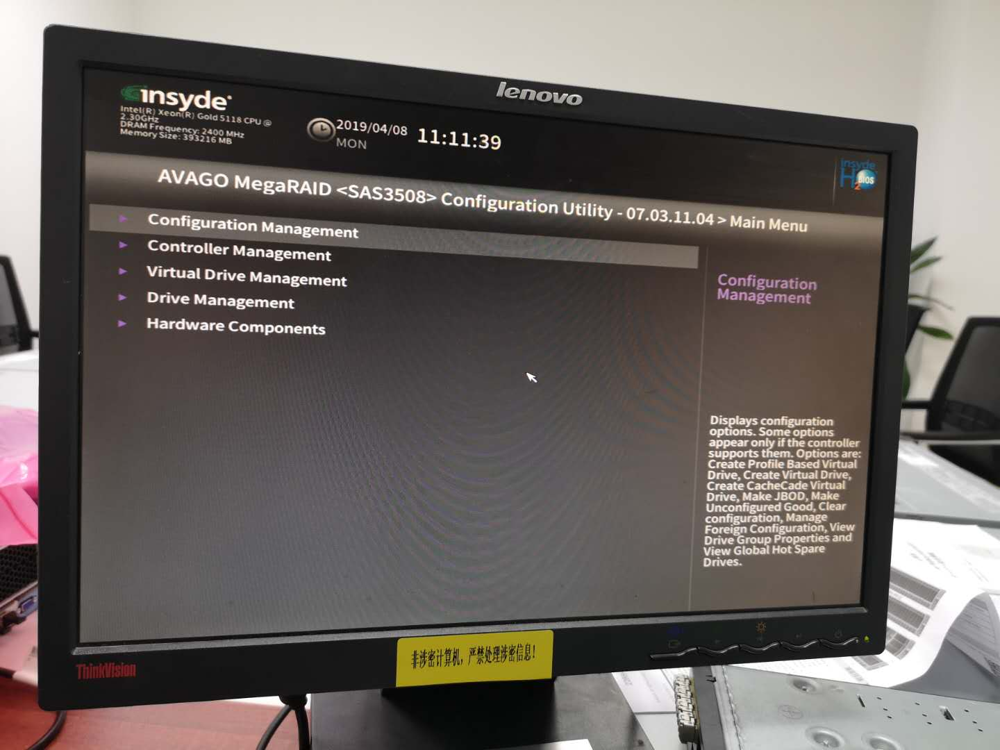 lenovo
insyde
Intel(R) Xeon(R) Gold 5118 CPU @
2.30GHz
DRAM Frequency: 2400 MHz
Memory Size: 393216 MB
2019/04/08 11:11:39
MON
insyde
H2O
BIOS
AVAGO MegaRAID <SAS3508> Configuration Utility - 07.03.11.04 > Main Menu
Configuration Management
Controller Management
Virtual Drive Management
Drive Management
Hardware Components
Configuration
Management
Displays configuration
options. Some options
appear only if the controller
supports them. Options are:
Create Profile Based Virtual
Drive, Create Virtual Drive,
Create CacheCade Virtual
Drive, Make JBOD, Make
Unconfigured Good, Clear
configuration, Manage
Foreign Configuration, View
Drive Group Properties and
View Global Hot Spare
Drives.
ThinkVision
非涉密计算机，严禁处理涉密信息！